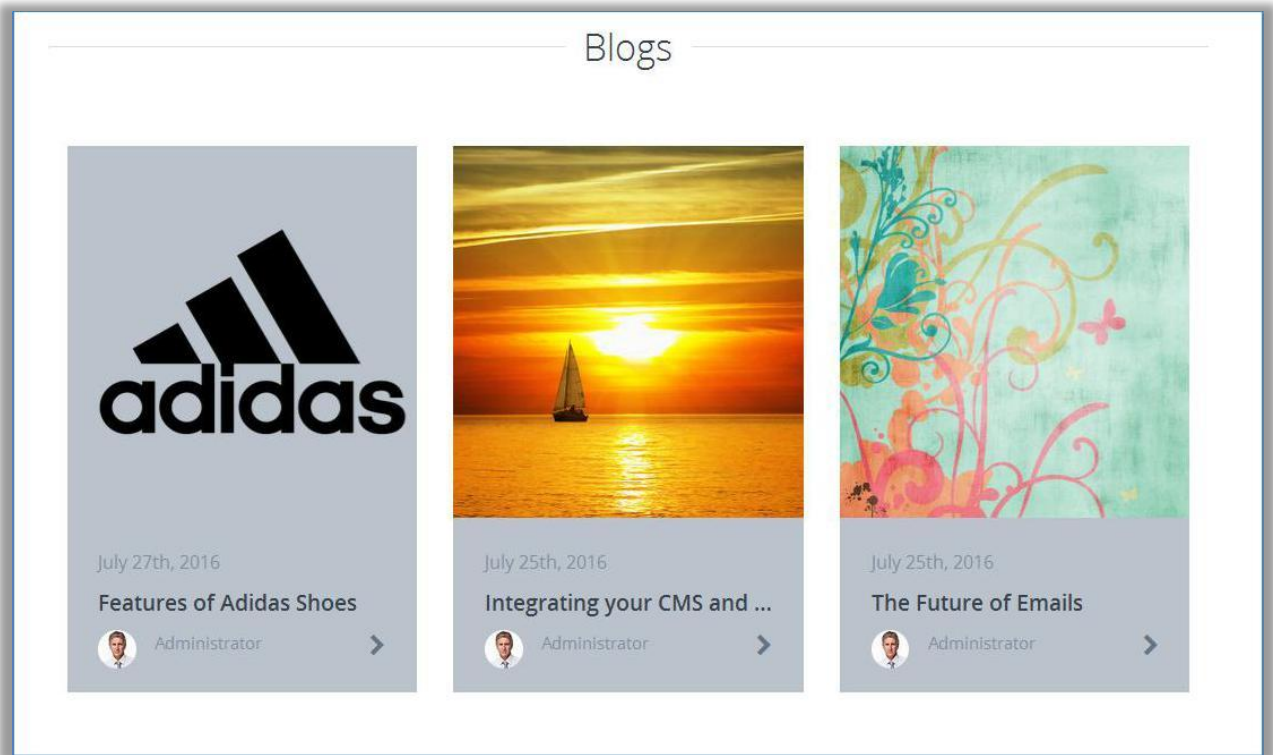 Blogs
adidas
July 27th, 2016
Features of Adidas Shoes
Administrator
July 25th, 2016
Integrating your CMS and ...
Administrator
July 25th, 2016
The Future of Emails
Administrator